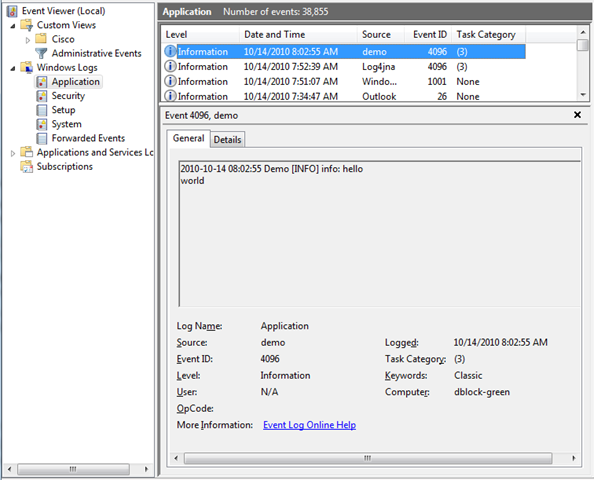 Event Viewer (Local)
Custom Views
Cisco
Administrative Events
Windows Logs
Application
Security
Setup
System
Forwarded Events
Applications and Services Lo
Subscriptions
Application Number of events: 38,855
Level Date and Time Source Event ID Task Category
Information 10/14/2010 8:02:55 AM demo 4096 (3)
Information 10/14/2010 7:52:39 AM Log4jna 4096 (3)
Information 10/14/2010 7:51:07 AM Windo... 1001 None
Information 10/14/2010 7:34:47 AM Outlook 26 None
Event 4096, demo
General Details
2010-10-14 08:02:55 Demo [INFO] info: hello
world
Log Name: Application
Source: demo Logged: 10/14/2010 8:02:55 AM
Event ID: 4096 Task Category: (3)
Level: Information Keywords: Classic
User: N/A Computer: dblock-green
OpCode:
More Information: Event Log Online Help